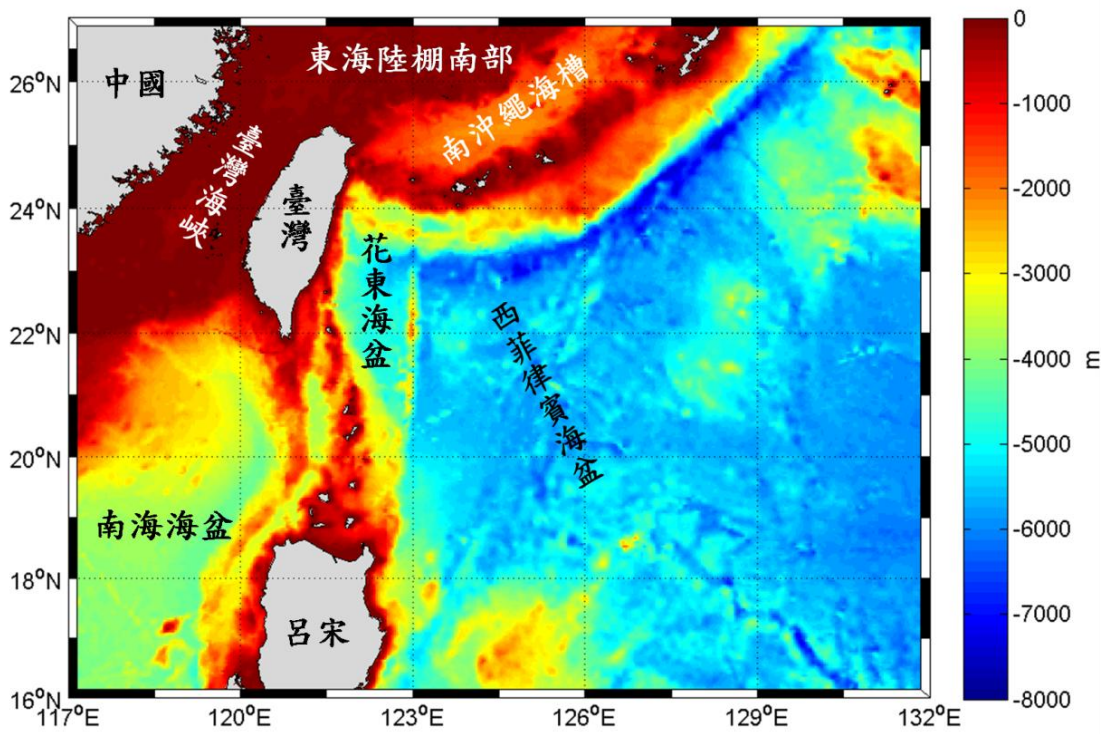 東海陸棚南部
中國
南沖繩海槽
臺灣海峽
臺灣
花東海盆
西菲律賓海盆
南海海盆
呂宋
26°N
24°N
22°N
20°N
18°N
16°N
117°E
120°E
123°E
126°E
129°E
132°E
0
-1000
-2000
-3000
-4000
-5000
-6000
-7000
-8000
m